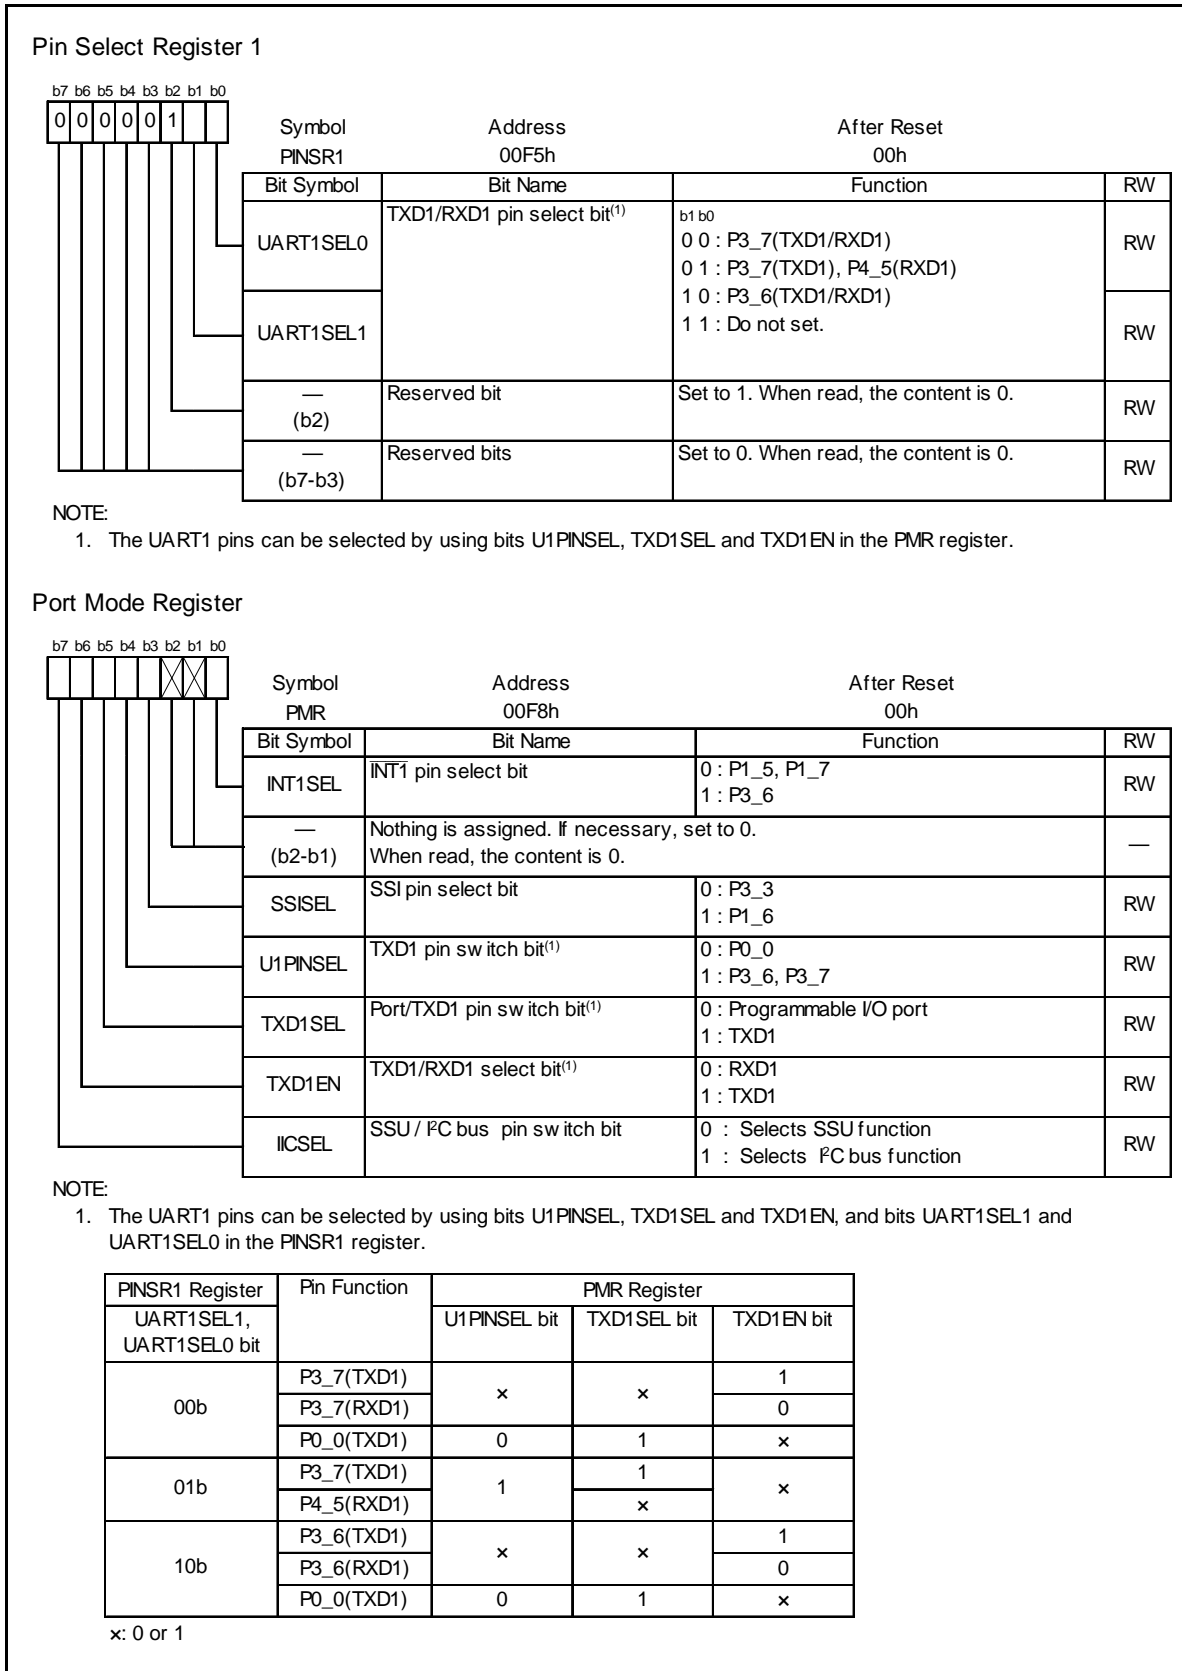 Pin Select Register 1
b7 b6 b5 b4 b3 b2 b1 b0
0 0 0 0 0 1
Symbol Address After Reset
PINSR1 00F5h 00h
Bit Symbol Bit Name Function RW
UART1SEL0 TXD1/RXD1 pin select bit(1) b1 b0 RW
0 0 : P3_7(TXD1/RXD1)
0 1 : P3_7(TXD1), P4_5(RXD1)
1 0 : P3_6(TXD1/RXD1)
UART1SEL1 1 1 : Do not set. RW
— Reserved bit Set to 1. When read, the content is 0. RW
(b2)
— Reserved bits Set to 0. When read, the content is 0. RW
(b7-b3)
NOTE:
1. The UART1 pins can be selected by using bits U1PINSEL, TXD1SEL and TXD1EN in the PMR register.
Port Mode Register
b7 b6 b5 b4 b3 b2 b1 b0
Symbol Address After Reset
PMR 00F8h 00h
Bit Symbol Bit Name Function RW
INT1SEL INT1 pin select bit 0 : P1_5, P1_7 RW
1 : P3_6
— Nothing is assigned. If necessary, set to 0. —
(b2-b1) When read, the content is 0.
SSISEL SSI pin select bit 0 : P3_3 RW
1 : P1_6
U1PINSEL TXD1 pin switch bit(1) 0 : P0_0 RW
1 : P3_6, P3_7
TXD1SEL Port/TXD1 pin switch bit(1) 0 : Programmable I/O port RW
1 : TXD1
TXD1EN TXD1/RXD1 select bit(1) 0 : RXD1 RW
1 : TXD1
IICSEL SSU / I2C bus pin switch bit 0 : Selects SSU function RW
1 : Selects I2C bus function
NOTE:
1. The UART1 pins can be selected by using bits U1PINSEL, TXD1SEL and TXD1EN, and bits UART1SEL1 and
UART1SEL0 in the PINSR1 register.
PINSR1 Register Pin Function PMR Register
UART1SEL1, U1PINSEL bit TXD1SEL bit TXD1EN bit
UART1SEL0 bit
00b P3_7(TXD1) × × 1
P3_7(RXD1) 0
P0_0(TXD1) 0 1 ×
01b P3_7(TXD1) 1 1 ×
P4_5(RXD1) ×
10b P3_6(TXD1) × × 1
P3_6(RXD1) 0
P0_0(TXD1) 0 1 ×
×: 0 or 1